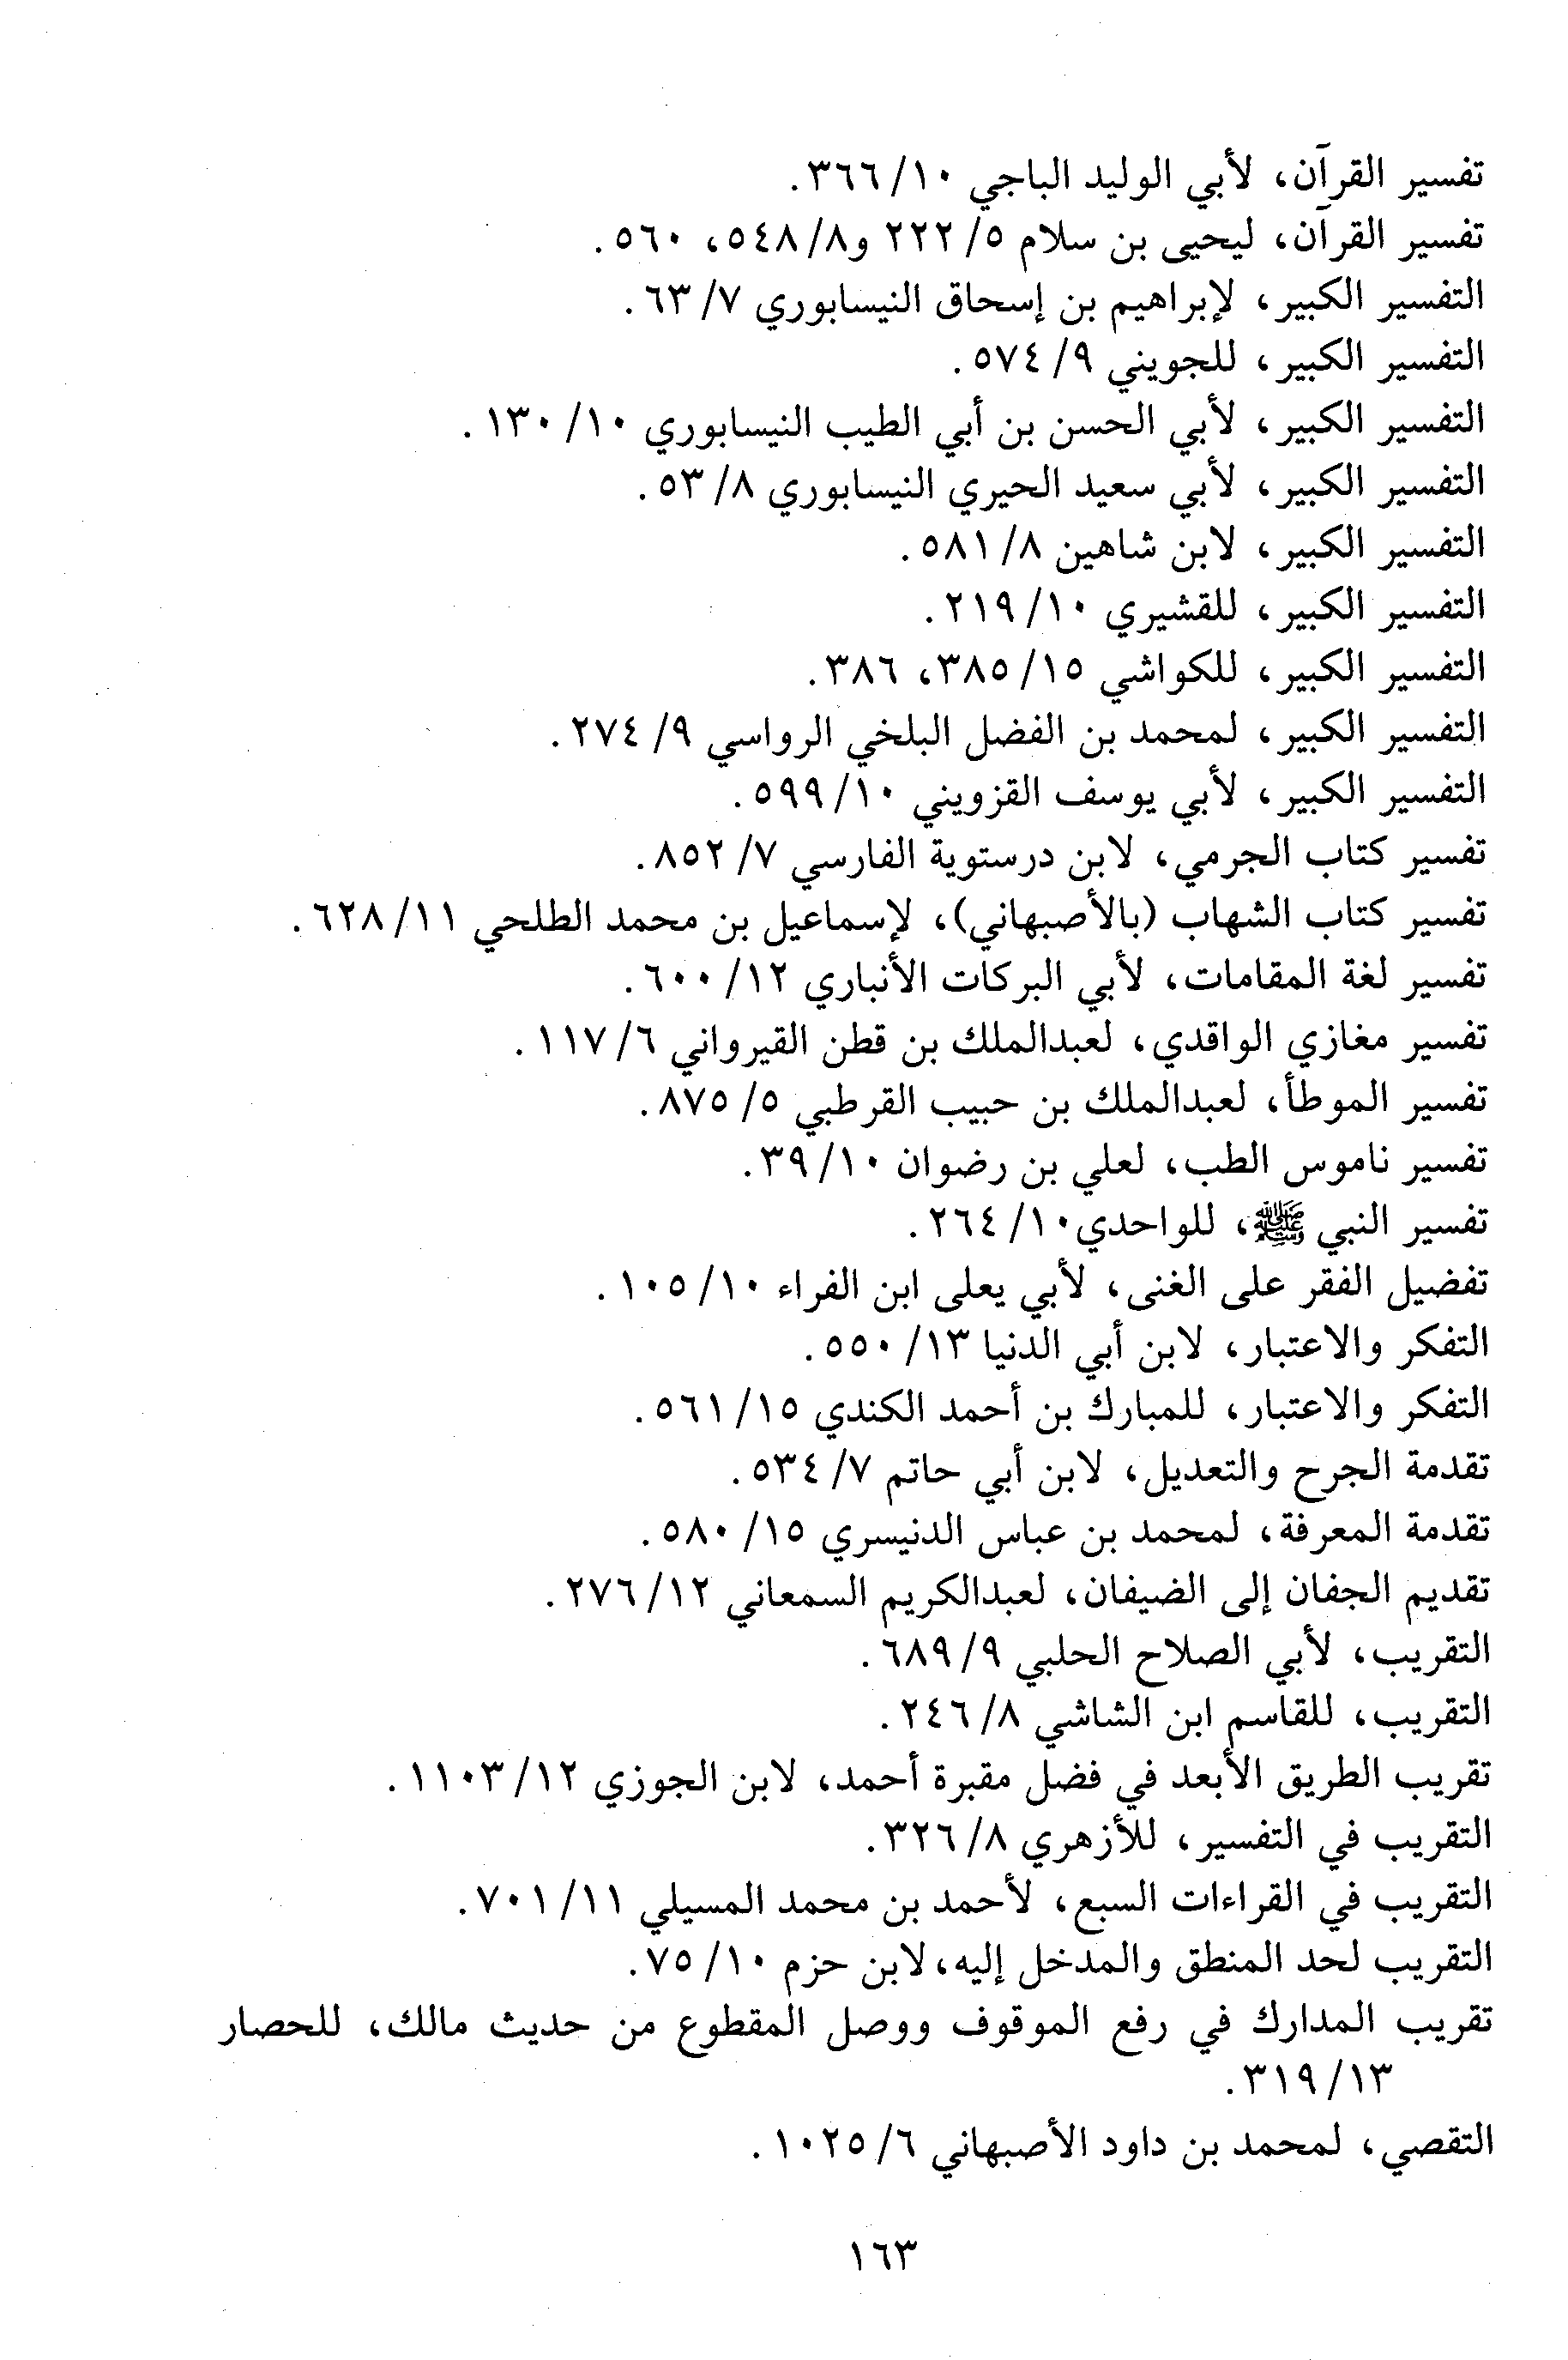 تفسير القرآن، لأبي الوليد الباجي ١٠/ ٣٦٦.
تفسير القرآن، ليحيى بن سلام ٥/ ٢٢٢ و٨/ ٥٤٨، ٥٦٠.
التفسير الكبير، لإبراهيم بن إسحاق النيسابوري ٧/ ٦٣.
التفسير الكبير، للجويني ٩/ ٥٧٤.
التفسير الكبير، لأبي الحسن بن أبي الطيب النيسابوري ١٠/ ١٣٠.
التفسير الكبير، لأبي سعيد الحيري النيسابوري ٨/ ٥٣.
التفسير الكبير، لابن شاهين ٨/ ٥٨١.
التفسير الكبير، للقشيري ١٠/ ٢١٩.
التفسير الكبير، للكواشي ١٥/ ٣٨٥، ٣٨٦.
التفسير الكبير، لمحمد بن الفضل البلخي الرواسي ٩/ ٢٧٤.
التفسير الكبير، لأبي يوسف القزويني ١٠/ ٥٩٩.
تفسير كتاب الجرمي، لابن درستوية الفارسي ٧/ ٨٥٢.
تفسير كتاب الشهاب (بالأصبهاني)، لإسماعيل بن محمد الطلحي ١١/ ٦٢٨.
تفسير لغة المقامات، لأبي البركات الأنباري ١٢/ ٦٠٠.
تفسير مغازي الواقدي، لعبدالملك بن قطن القيرواني ٦/ ١١٧.
تفسير الموطأ، لعبدالملك بن حبيب القرطبي ٥/ ٨٧٥.
تفسير ناموس الطب، لعلي بن رضوان ١٠/ ٣٩.
تفسير النبي ﷺ، للواحدي١٠/ ٢٦٤.
تفضيل الفقر على الغنى، لأبي يعلى ابن الفراء ١٠/ ١٠٥.
التفكر والاعتبار، لابن أبي الدنيا ١٣/ ٥٥٠.
التفكر والاعتبار، للمبارك بن أحمد الكندي ١٥/ ٥٦١.
تقدمة الجرح والتعديل، لابن أبي حاتم ٧/ ٥٣٤.
تقدمة المعرفة، لمحمد بن عباس الدنيسري ١٥/ ٥٨٠.
تقديم الجفان إلى الضيفان، لعبدالكريم السمعاني ١٢/ ٢٧٦.
التقريب، لأبي الصلاح الحلبي ٩/ ٦٨٩.
التقريب، للقاسم ابن الشاشي ٨/ ٢٤٦.
تقريب الطريق الأبعد في فضل مقبرة أحمد، لابن الجوزي ١٢/ ١١٠٣.
التقريب في التفسير، للأزهري ٨/ ٣٢٦.
التقريب في القراءات السبع، لأحمد بن محمد المسيلي ١١/ ٧٠١.
التقريب لحد المنطق والمدخل إليه، لابن حزم ١٠/ ٧٥.
تقريب المدارك في رفع الموقوف ووصل المقطوع من حديث مالك، للحصار
١٣/ ٣١٩.
التقصي، لمحمد بن داود الأصبهاني ٦/ ١٠٢٥.
١٦٣